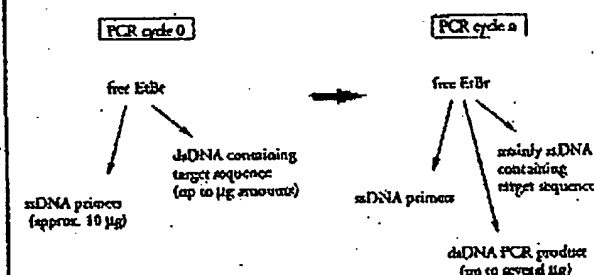 PCR cycle 0
free EtBr
dsDNA containing
target sequence
(up to µg amounts)
ssDNA primers
(approx. 10 µg)
PCR cycle n
free EtBr
mainly ssDNA
containing
target sequence
ssDNA primers
dsDNA PCR product
(up to several µg)